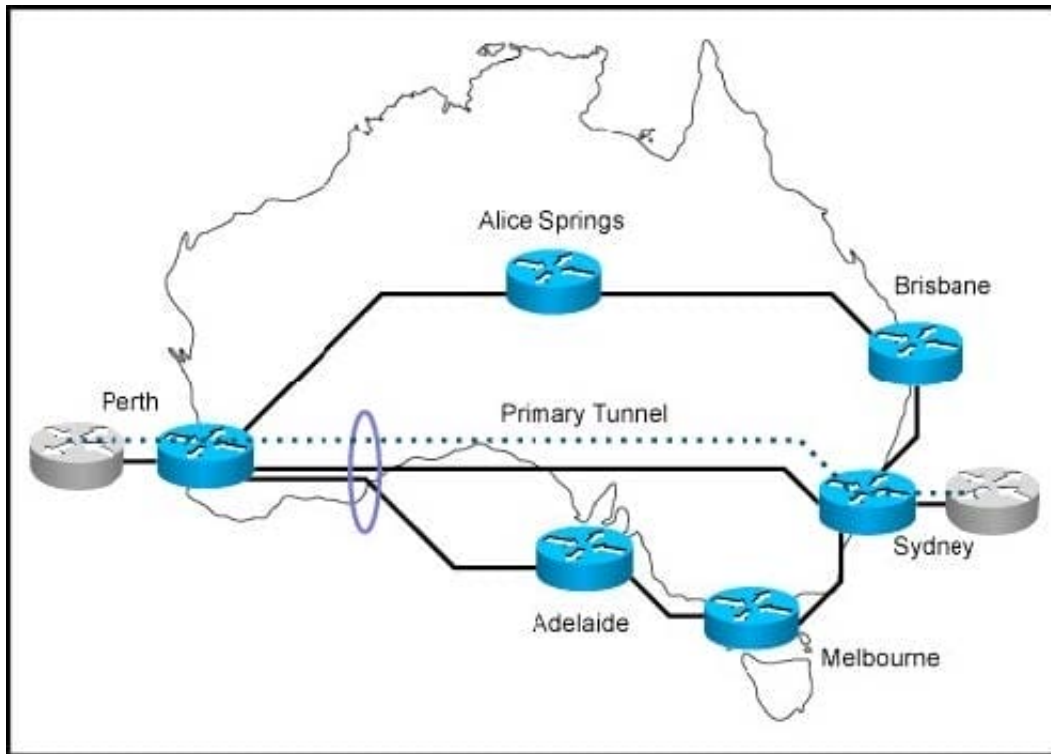 Alice Springs
Brisbane
Perth
Primary Tunnel
Sydney
Adelaide
Melbourne